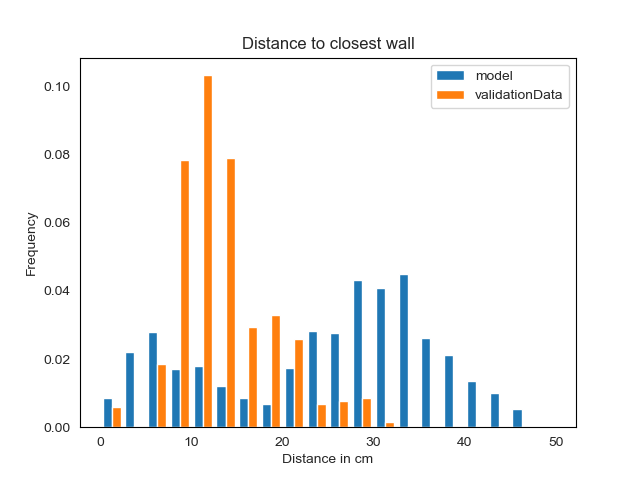 Distance to closest wall
model
validationData
Frequency
0.10
0.08
0.06
0.04
0.02
0.00
0 10 20 30 40 50
Distance in cm